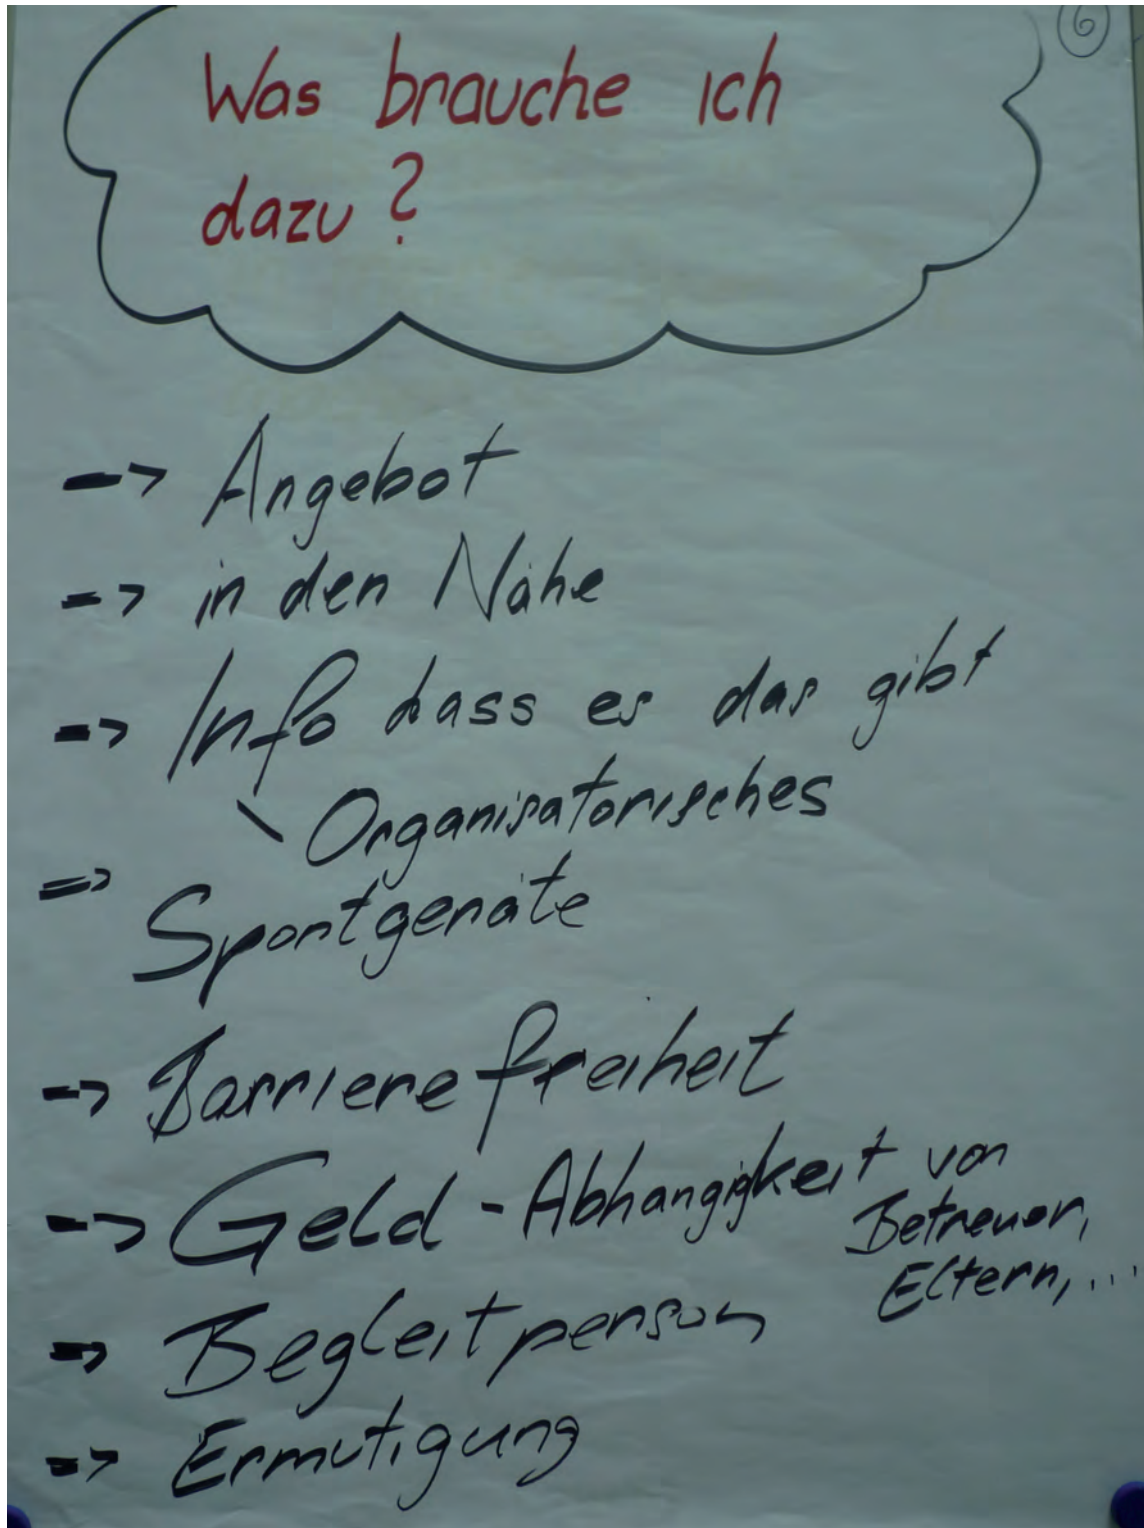 6
Was brauche ich
dazu?
-> Angebot
-> in der Nähe
-> Info dass es das gibt
\ Organisatorisches
=> Sportgeräte
-> Barrierefreiheit
-> Geld - Abhängigkeit von
Betreuer,
Eltern, ...
-> Begleitperson
-> Ermutigung